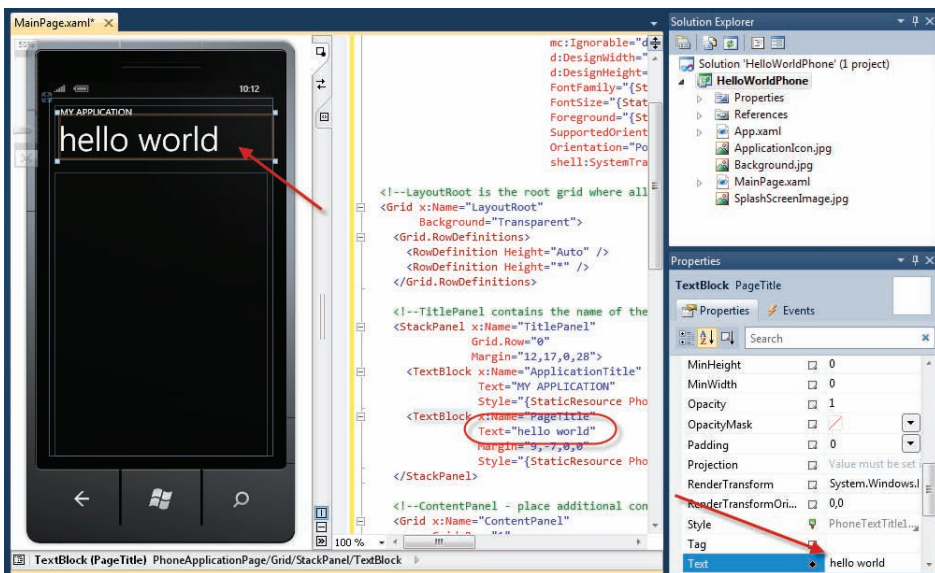 MainPage.xaml* ×
50%
10:12
MY APPLICATION
hello world
mc:Ignorable="d
d:DesignWidth="
d:DesignHeight=
FontFamily="{St
FontSize="{Stat
Foreground="{St
SupportedOrient
Orientation="Po
shell:SystemTra
<!--LayoutRoot is the root grid where all
<Grid x:Name="LayoutRoot"
Background="Transparent">
<Grid.RowDefinitions>
<RowDefinition Height="Auto" />
<RowDefinition Height="*" />
</Grid.RowDefinitions>
<!--TitlePanel contains the name of the
<StackPanel x:Name="TitlePanel"
Grid.Row="0"
Margin="12,17,0,28">
<TextBlock x:Name="ApplicationTitle"
Text="MY APPLICATION"
Style="{StaticResource Pho
<TextBlock x:Name="PageTitle"
Text="hello world"
Margin="9,-7,0,0"
Style="{StaticResource Pho
</StackPanel>
<!--ContentPanel - place additional con
<Grid x:Name="ContentPanel"
100 %
TextBlock (PageTitle) PhoneApplicationPage/Grid/StackPanel/TextBlock
Solution Explorer
Solution 'HelloWorldPhone' (1 project)
HelloWorldPhone
Properties
References
App.xaml
ApplicationIcon.jpg
Background.jpg
MainPage.xaml
SplashScreenImage.jpg
Properties
TextBlock PageTitle
Properties Events
Search
MinHeight 0
MinWidth 0
Opacity 1
OpacityMask
Padding 0
Projection Value must be set i
RenderTransform System.Windows.I
RenderTransformOri... 0,0
Style PhoneTextTitle1...
Tag
Text hello world